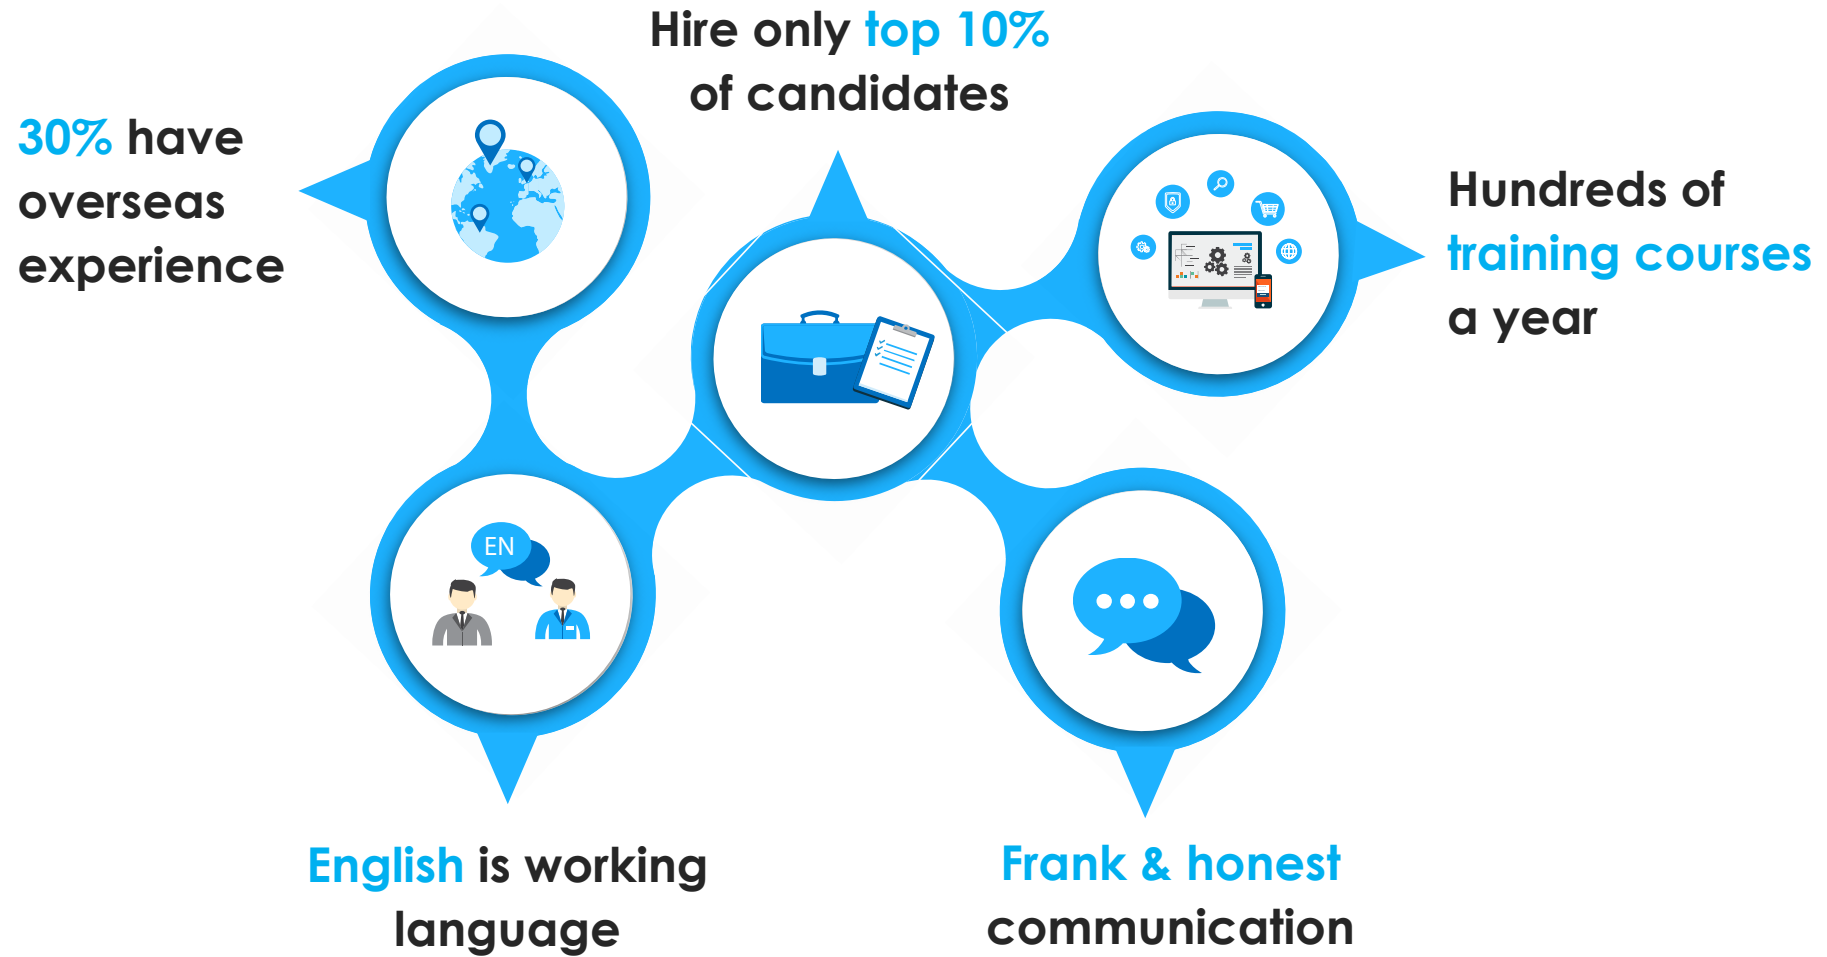 Hire only top 10%
of candidates
30% have
overseas
experience
Hundreds of
training courses
a year
EN
English is working
language
Frank & honest
communication